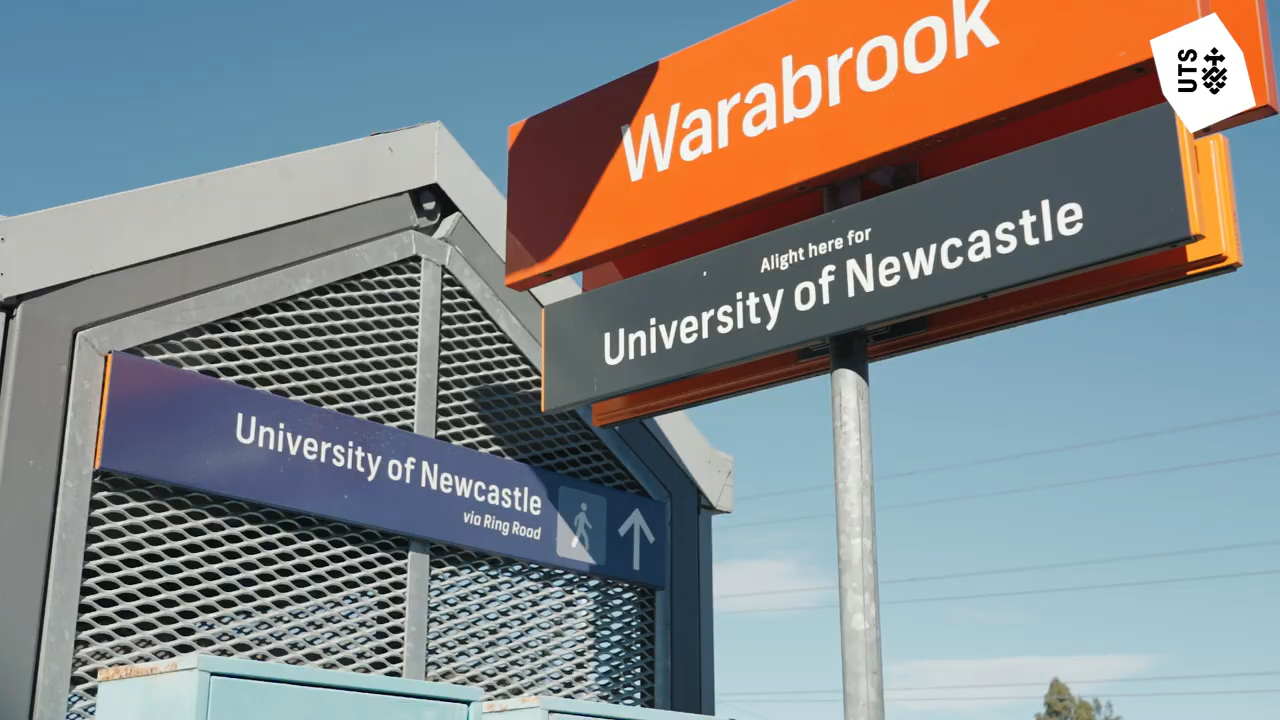 Warabrook
UTS
Alight here for
University of Newcastle
University of Newcastle
via Ring Road